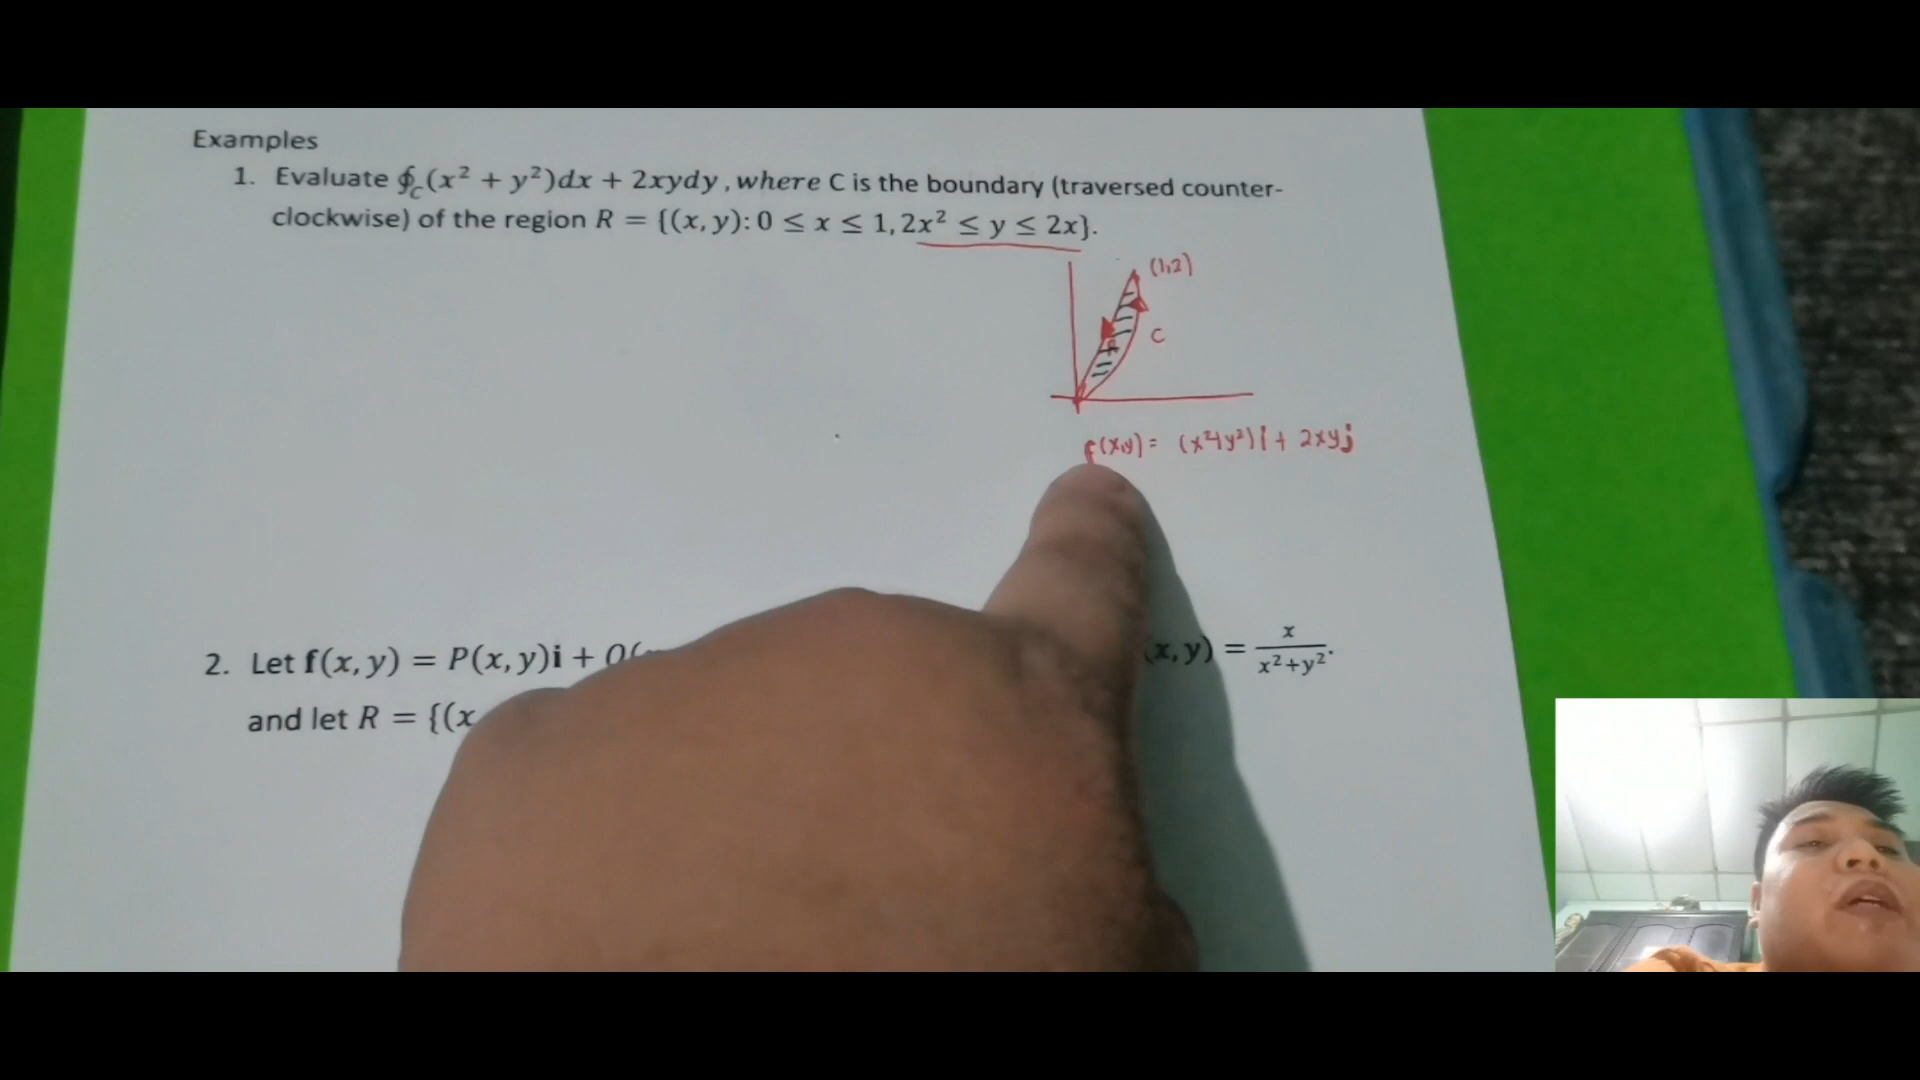 Examples
1. Evaluate ∮_C(x² + y²)dx + 2xydy, where C is the boundary (traversed counter-
clockwise) of the region R = {(x, y): 0 ≤ x ≤ 1, 2x² ≤ y ≤ 2x}.
(1,2)
C
f(x,y) = (x²+y²)i + 2xyj
2. Let f(x, y) = P(x, y)i + x, y) = x/(x²+y²).
and let R = {(x